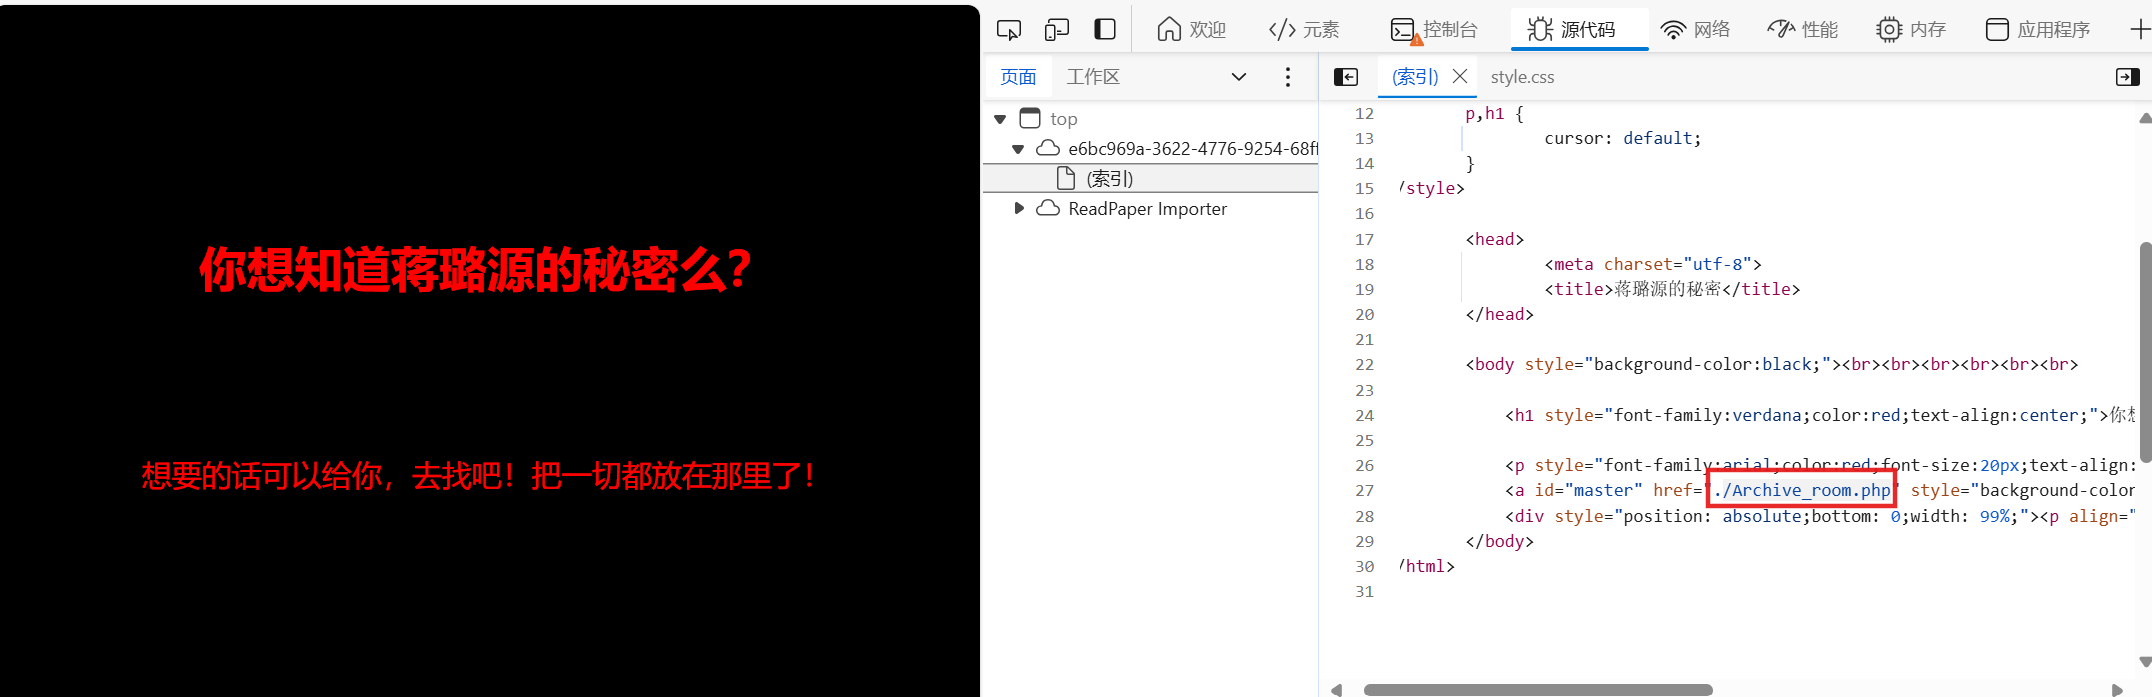 你想知道蒋璐源的秘密么？
想要的话可以给你，去找吧！把一切都放在那里了！
欢迎
元素
控制台
源代码
网络
性能
内存
应用程序
页面
工作区
top
e6bc969a-3622-4776-9254-68ff
(索引)
ReadPaper Importer
(索引)
style.css
12 p,h1 {
13 cursor: default;
14 }
15 /style>
16
17 <head>
18 <meta charset="utf-8">
19 <title>蒋璐源的秘密</title>
20 </head>
21
22 <body style="background-color:black;"><br><br><br><br><br><br>
23
24 <h1 style="font-family:verdana;color:red;text-align:center;">你想
25
26 <p style="font-family:arial;color:red;font-size:20px;text-align:
27 <a id="master" href="./Archive_room.php" style="background-color
28 <div style="position: absolute;bottom: 0;width: 99%;"><p align="
29 </body>
30 /html>
31